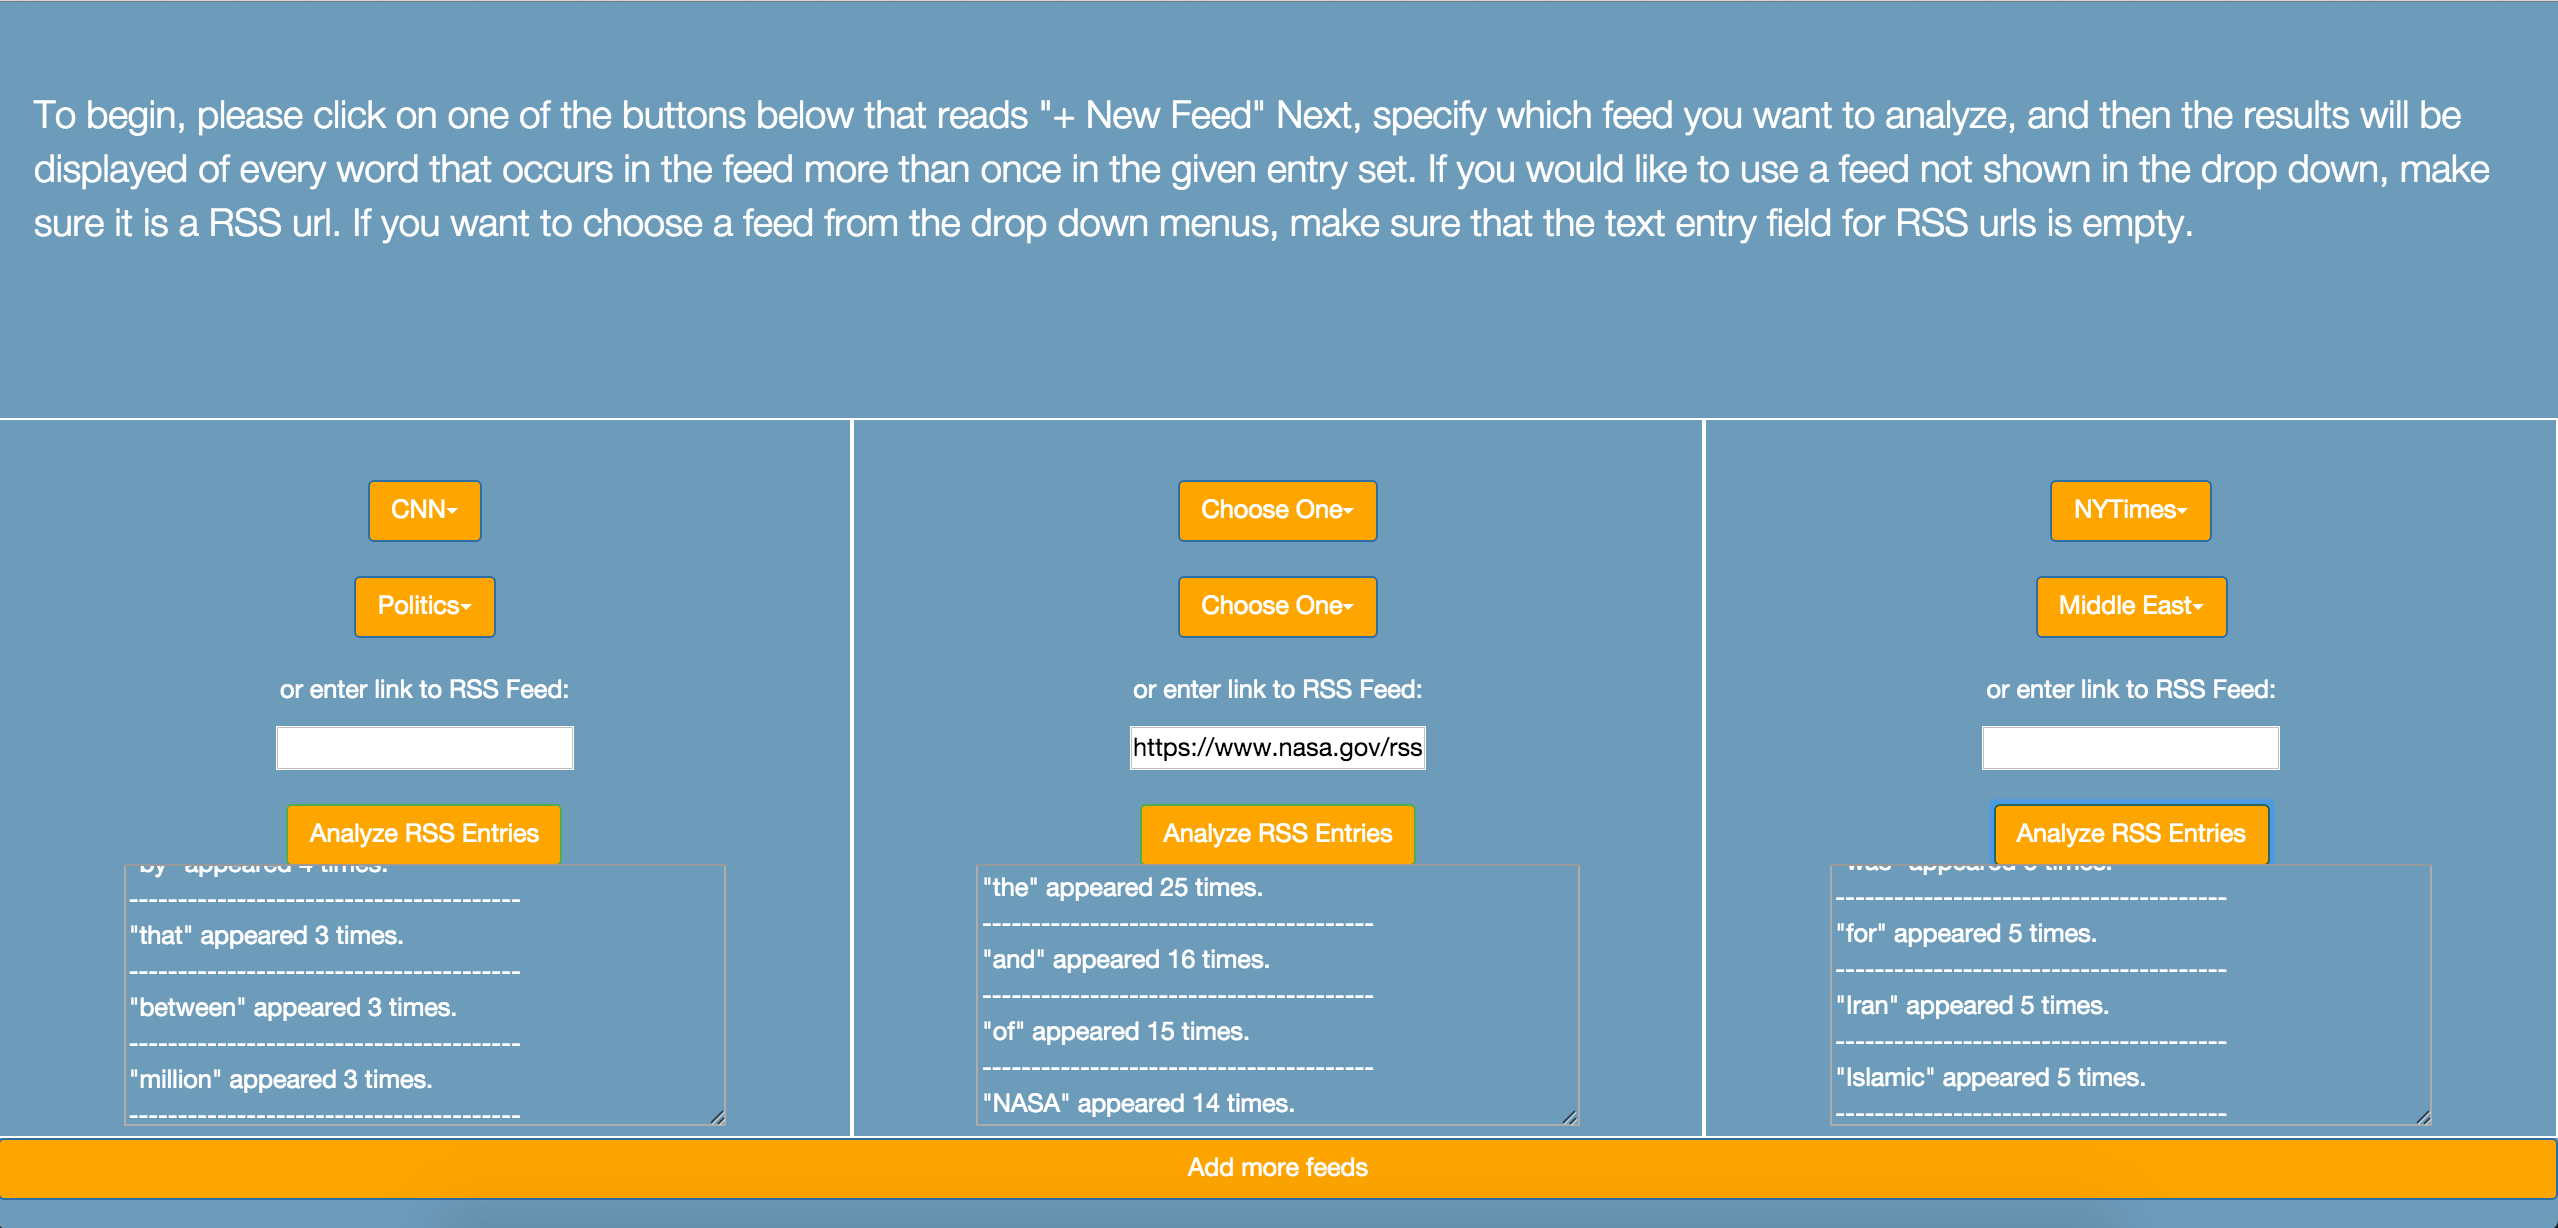 To begin, please click on one of the buttons below that reads "+ New Feed" Next, specify which feed you want to analyze, and then the results will be
displayed of every word that occurs in the feed more than once in the given entry set. If you would like to use a feed not shown in the drop down, make
sure it is a RSS url. If you want to choose a feed from the drop down menus, make sure that the text entry field for RSS urls is empty.
CNN
Politics
or enter link to RSS Feed:
Analyze RSS Entries
"by" appeared 4 times.
----------------------------------------
"that" appeared 3 times.
----------------------------------------
"between" appeared 3 times.
----------------------------------------
"million" appeared 3 times.
----------------------------------------
Choose One
Choose One
or enter link to RSS Feed:
https://www.nasa.gov/rss
Analyze RSS Entries
"the" appeared 25 times.
----------------------------------------
"and" appeared 16 times.
----------------------------------------
"of" appeared 15 times.
----------------------------------------
"NASA" appeared 14 times.
NYTimes
Middle East
or enter link to RSS Feed:
Analyze RSS Entries
"was" appeared times.
----------------------------------------
"for" appeared 5 times.
----------------------------------------
"Iran" appeared 5 times.
----------------------------------------
"Islamic" appeared 5 times.
----------------------------------------
Add more feeds